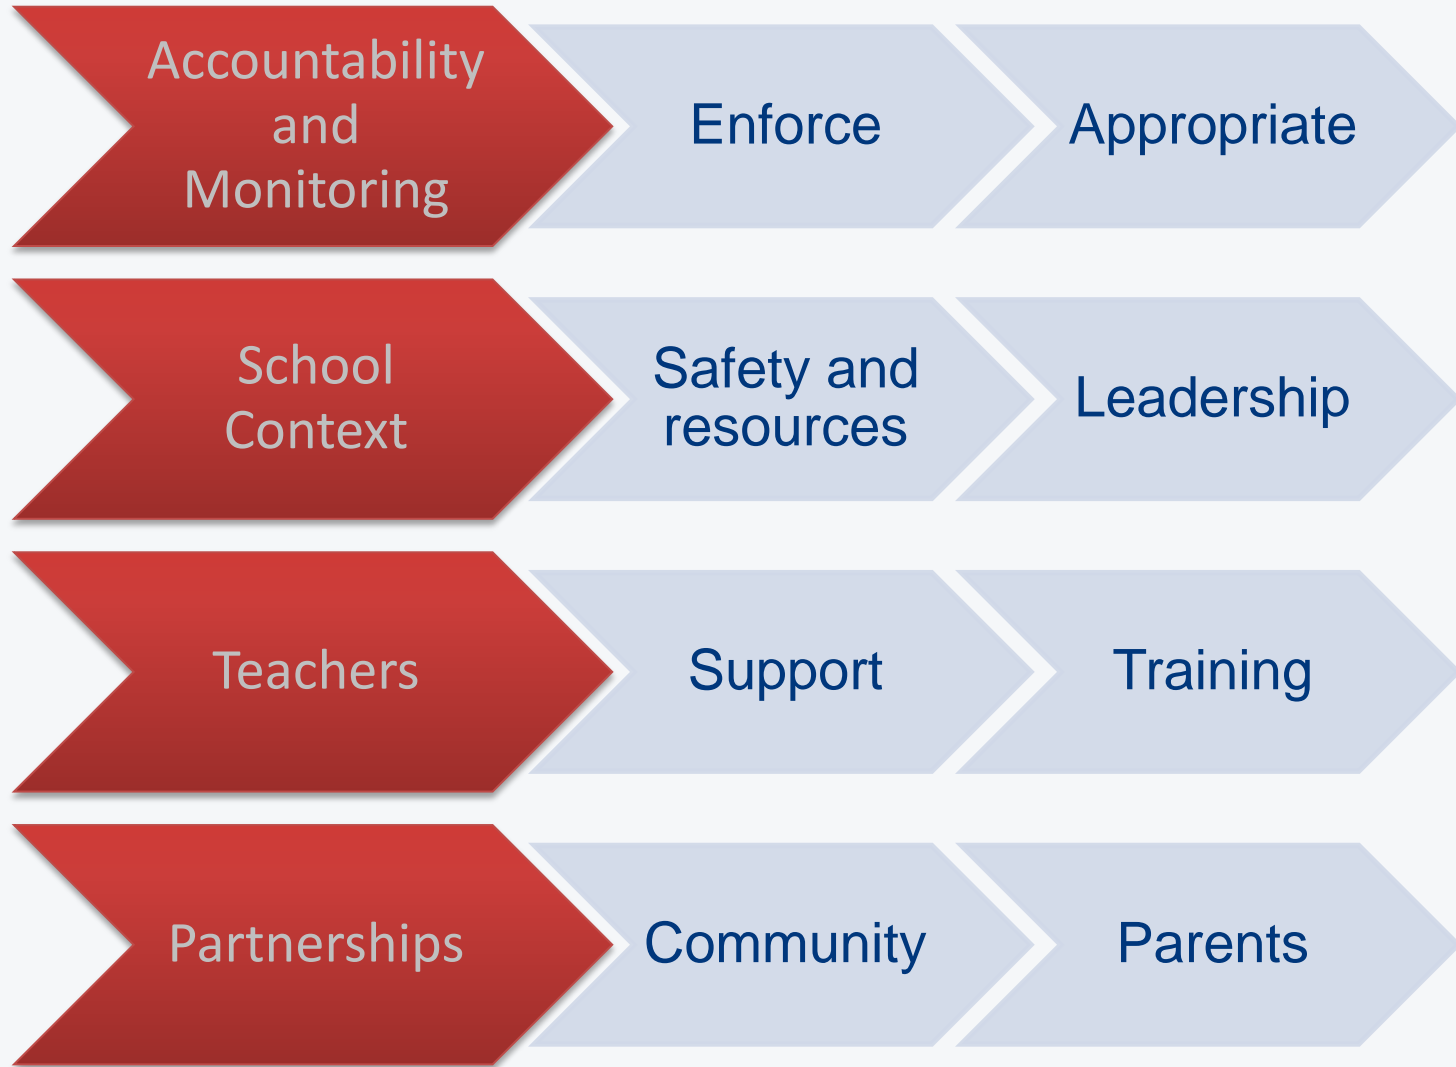 Accountability
and
Monitoring
Enforce
Appropriate
School
Context
Safety and
resources
Leadership
Teachers
Support
Training
Partnerships
Community
Parents